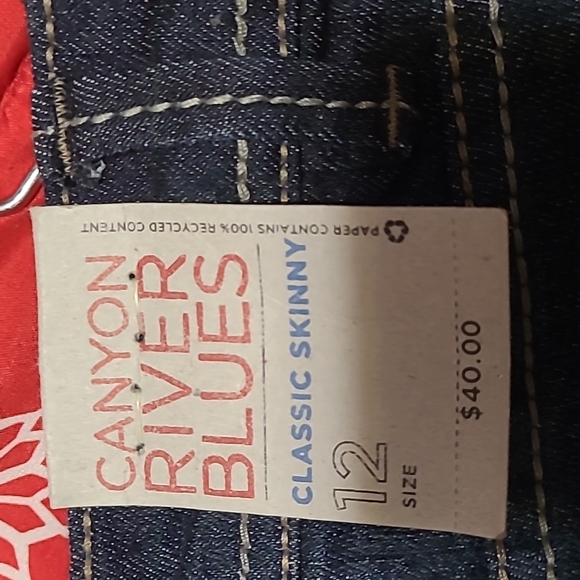 PAPER CONTAINS 100% RECYCLED CONTENT
CANYON
RIVER
BLUES
CLASSIC SKINNY
12
SIZE
$40.00